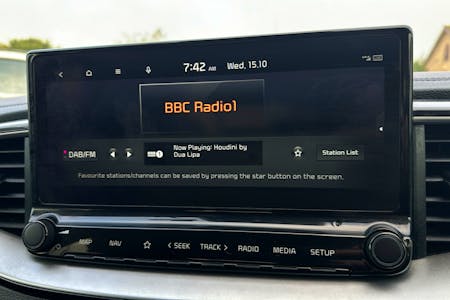 7:42 AM Wed, 15.10
BBC Radio1
DAB/FM
1
Now Playing: Houdini by
Dua Lipa
Station List
Favourite stations/channels can be saved by pressing the star button on the screen.
MAP NAV SEEK TRACK RADIO MEDIA SETUP